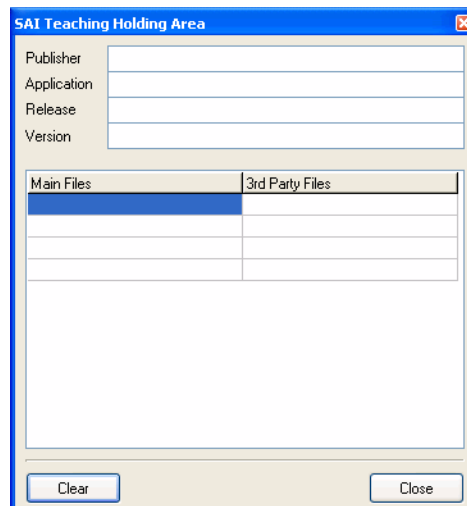 SAI Teaching Holding Area
Publisher
Application
Release
Version
Main Files 3rd Party Files
Clear Close